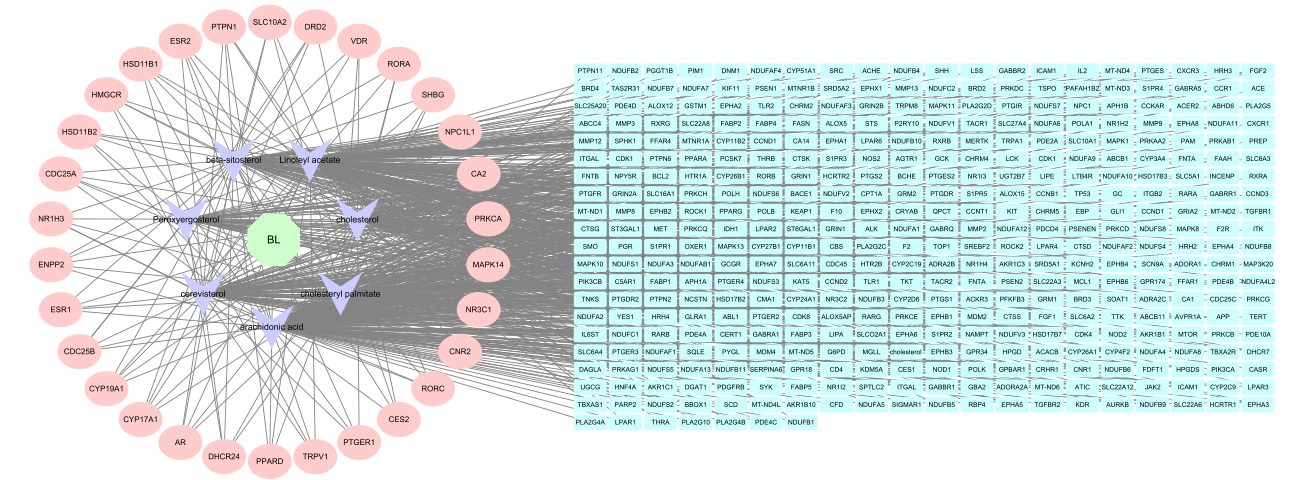 SLC10A2
PTPN1
DRD2
ESR2
VDR
HSD11B1
RORA
HMGCR
SHBG
HSD11B2
NPC1L1
CDC25A
CA2
NR1H3
PRKCA
ENPP2
MAPK14
ESR1
NR3C1
CDC25B
CNR2
CYP19A1
RORC
CYP17A1
CES2
AR
PTGER1
DHCR24
TRPV1
PPARD
beta-sitosterol
Linoleyl acetate
Peroxyergosterol
cholesterol
BL
cerevisterol
cholesteryl palmitate
arachidonic acid
PTPN11 NDUFB2 PGGT1B PIM1 DNM1 NDUFAF4 CYP51A1 SRC ACHE NDUFB4 SHH LSS GABBR2 ICAM1 IL2 MT-ND4 PTGES CXCR3 HRH3 FGF2
BRD4 TAS2R31 NDUFB7 NDUFA7 KIF11 PSEN1 MTNR1B SRD5A2 EPHX1 MMP13 NDUFC2 BRD2 PRKDC TSPO PAFAH1B2 MT-ND3 S1PR4 GABRA5 CCR1 ACE
SLC25A20 PDE4D ALOX12 GSTM1 EPHA2 TLR2 CHRM2 NDUFAF3 GRIN2B TRPM8 MAPK11 PLA2G2D PTGIR NDUFS7 NPC1 APH1B CCKAR ACER2 ABHD6 PLA2G5
ABCC4 MMP3 RXRG SLC22A8 FABP2 FABP4 FASN ALOX5 STS P2RY10 NDUFV1 TACR1 SLC27A4 NDUFA6 POLA1 NR1H2 MMP9 EPHA8 NDUFA11 CXCR1
MMP12 SPHK1 FFAR4 MTNR1A CYP11B2 CCND1 CA14 EPHA1 LPAR6 NDUFB10 RXRB MERTK TRPA1 PDE2A SLC10A1 MAPK1 PRKAA2 PAM PRKAB1 PREP
ITGAL CDK1 PTPN6 PPARA PCSK7 THRB CTSK S1PR3 NOS2 AGTR1 GCK CHRM4 LCK CDK1 NDUFA9 ABCB1 CYP3A4 FNTA FAAH SLC6A3
FNTB NPY5R BCL2 HTR1A CYP26B1 RORB GRIN1 HCRTR2 PTGS2 BCHE PTGES2 NR1I3 UGT2B7 LIPE LTB4R NDUFA10 HSD17B3 SLC5A1 INCENP RXRA
PTGFR GRIN2A SLC16A1 PRKCH POLH NDUFS6 BACE1 NDUFV2 CPT1A GRM2 PTGDR S1PR5 ALOX15 CCNB1 TP53 GC ITGB2 RARA GABRR1 CCND3
MT-ND1 MMP8 EPHB2 ROCK1 PPARG POLB KEAP1 F10 EPHX2 CRYAB QPCT CCNT1 KIT CHRM5 EBP GLI1 CCND1 GRIA2 MT-ND2 TGFBR1
CTSG ST3GAL1 MET PRKCQ IDH1 LPAR2 ST6GAL1 GRIN1 ALK NDUFA1 GABRQ MMP2 NDUFA12 PDCD4 PSENEN PRKCD NDUFS8 MAPK8 F2R ITK
SMO PGR S1PR1 OXER1 MAPK13 CYP27B1 CYP11B1 CBS PLA2G2C F2 TOP1 SREBF2 ROCK2 LPAR4 CTSD NDUFAF2 NDUFS4 HRH2 EPHA4 NDUFB8
MAPK10 NDUFS1 NDUFA3 NDUFAB1 GCGR EPHA7 SLC6A11 CDC45 HTR2B CYP2C19 ADRA2B NR1H4 AKR1C3 SRD5A1 KCNH2 EPHB4 SCN9A ADORA1 CHRM1 MAP3K20
PIK3CB C5AR1 FABP1 APH1A PTGER4 NDUFS3 KAT5 CCND2 TLR1 TKT TACR2 FNTA PSEN2 SLC22A3 MCL1 EPHB6 GPR174 FFAR1 PDE4B NDUFA4L2
TNKS PTGDR2 PTPN2 NCSTN HSD17B2 CMA1 CYP24A1 NR3C2 NDUFB3 CYP2D6 PTGS1 ACKR3 PFKFB3 GRM1 BRD3 SOAT1 ADRA2C CA1 CDC25C PRKCG
NDUFA2 YES1 HRH4 GLRA1 ABL1 PTGER2 CDK8 ALOX5AP RARG PRKCE EPHB1 MDM2 CTSS FGF1 SLC6A2 TTK ABCB11 AVPR1A APP TERT
IL6ST NDUFC1 RARB PDE4A CERT1 GABRA1 FABP3 LIPA SLCO2A1 EPHA6 S1PR2 NAMPT NDUFV3 HSD17B7 CDK4 NOD2 AKR1B1 MTOR PRKCB PDE10A
SLC6A4 PTGER3 NDUFAF1 SQLE PYGL MDM4 MT-ND5 G6PD MGLL cholesterol EPHB3 GPR34 HPGD ACACB CYP26A1 CYP4F2 NDUFA4 NDUFA8 TBXA2R DHCR7
DAGLA PRKAG1 NDUFS5 NDUFA13 NDUFB11 SERPINA6 GPR18 CD4 KDM5A CES1 NOD1 POLK GPBAR1 CRHR1 CNR1 NDUFB6 FDFT1 HPGDS PIK3CA CASR
UGCG HNF4A AKR1C1 DGAT1 PDGFRB SYK FABP5 NR1I2 SPTLC2 ITGAL GABBR1 GBA2 ADORA2A MT-ND6 ATIC SLC22A12 JAK2 ICAM1 CYP2C9 LPAR3
TBXAS1 PARP2 NDUFS2 BBOX1 SCD MT-ND4L AKR1B10 CFD NDUFA5 SIGMAR1 NDUFB5 RBP4 EPHA5 TGFBR2 KDR AURKB NDUFB9 SLC22A6 HCRTR1 EPHA3
PLA2G4A LPAR1 THRA PLA2G10 PLA2G4B PDE4C NDUFB1